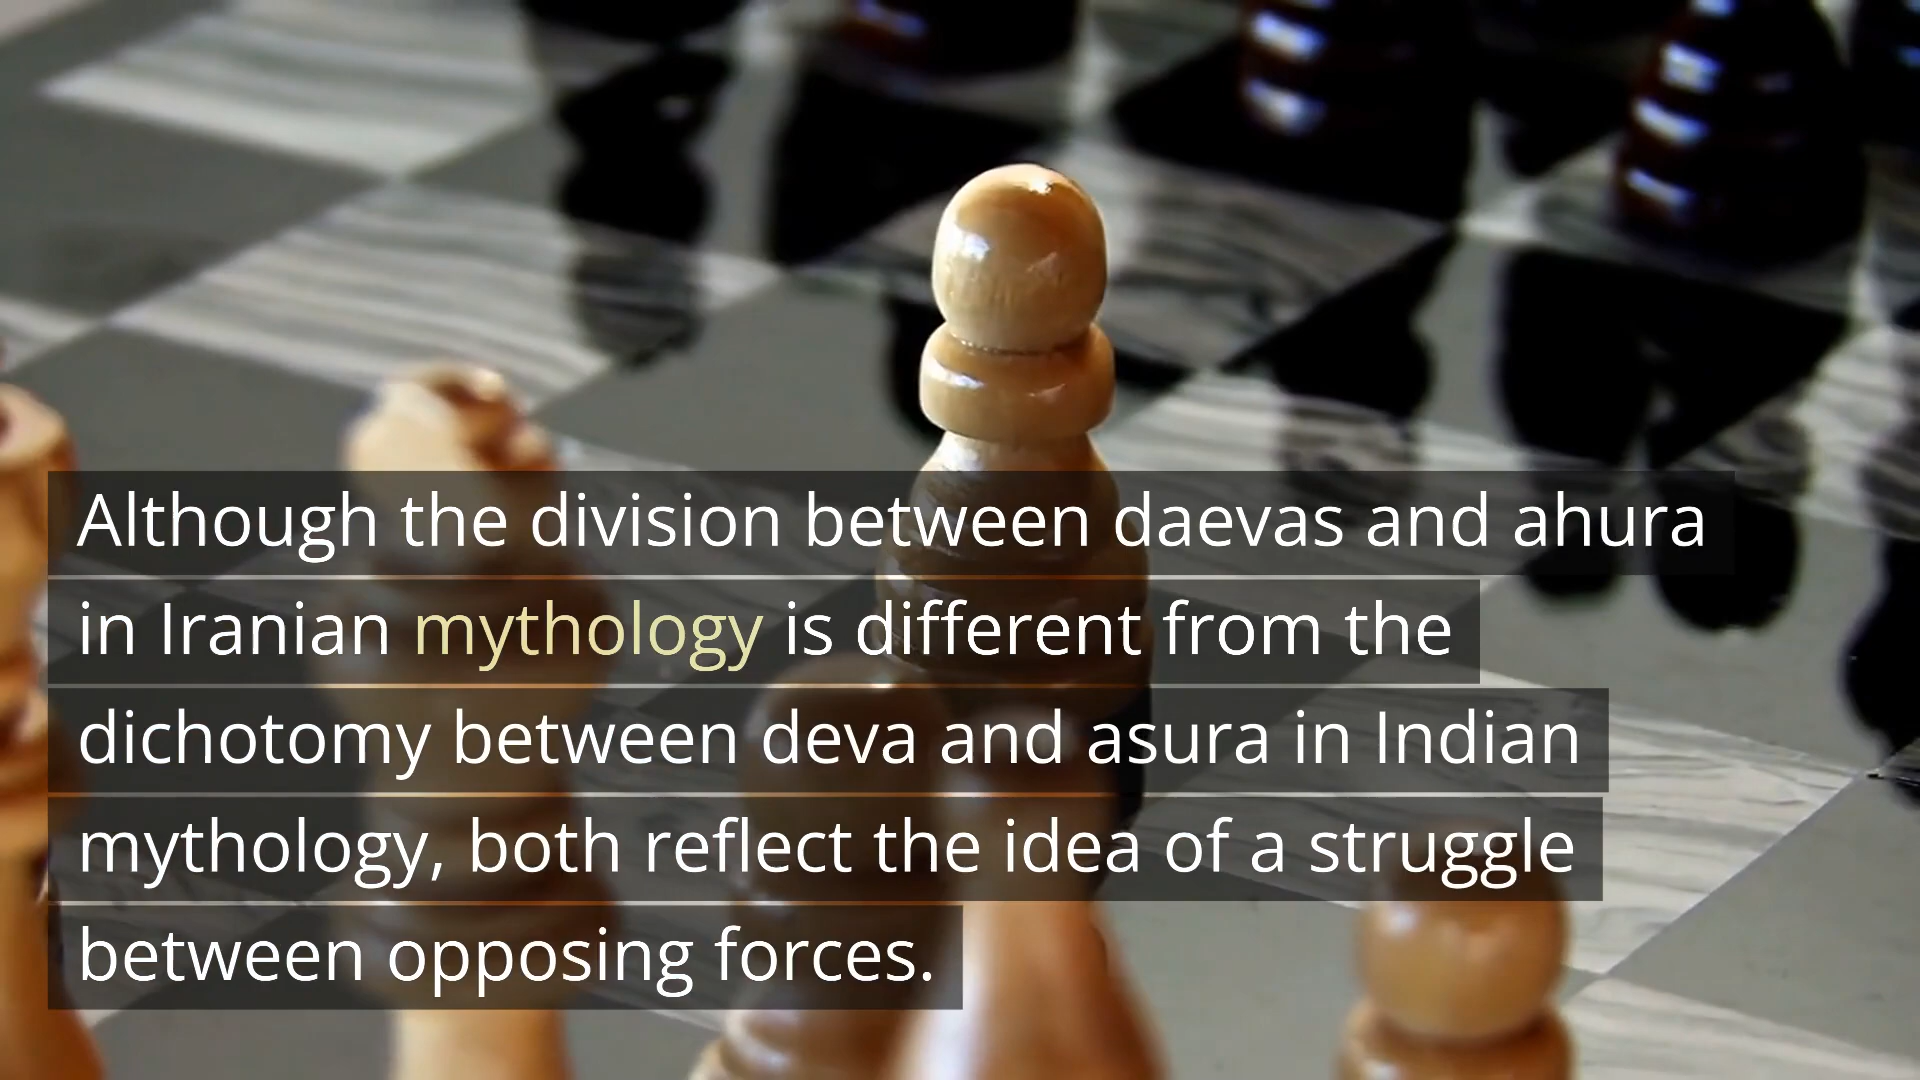 Although the division between daevas and ahura
in Iranian mythology is different from the
dichotomy between deva and asura in Indian
mythology, both reflect the idea of a struggle
between opposing forces.